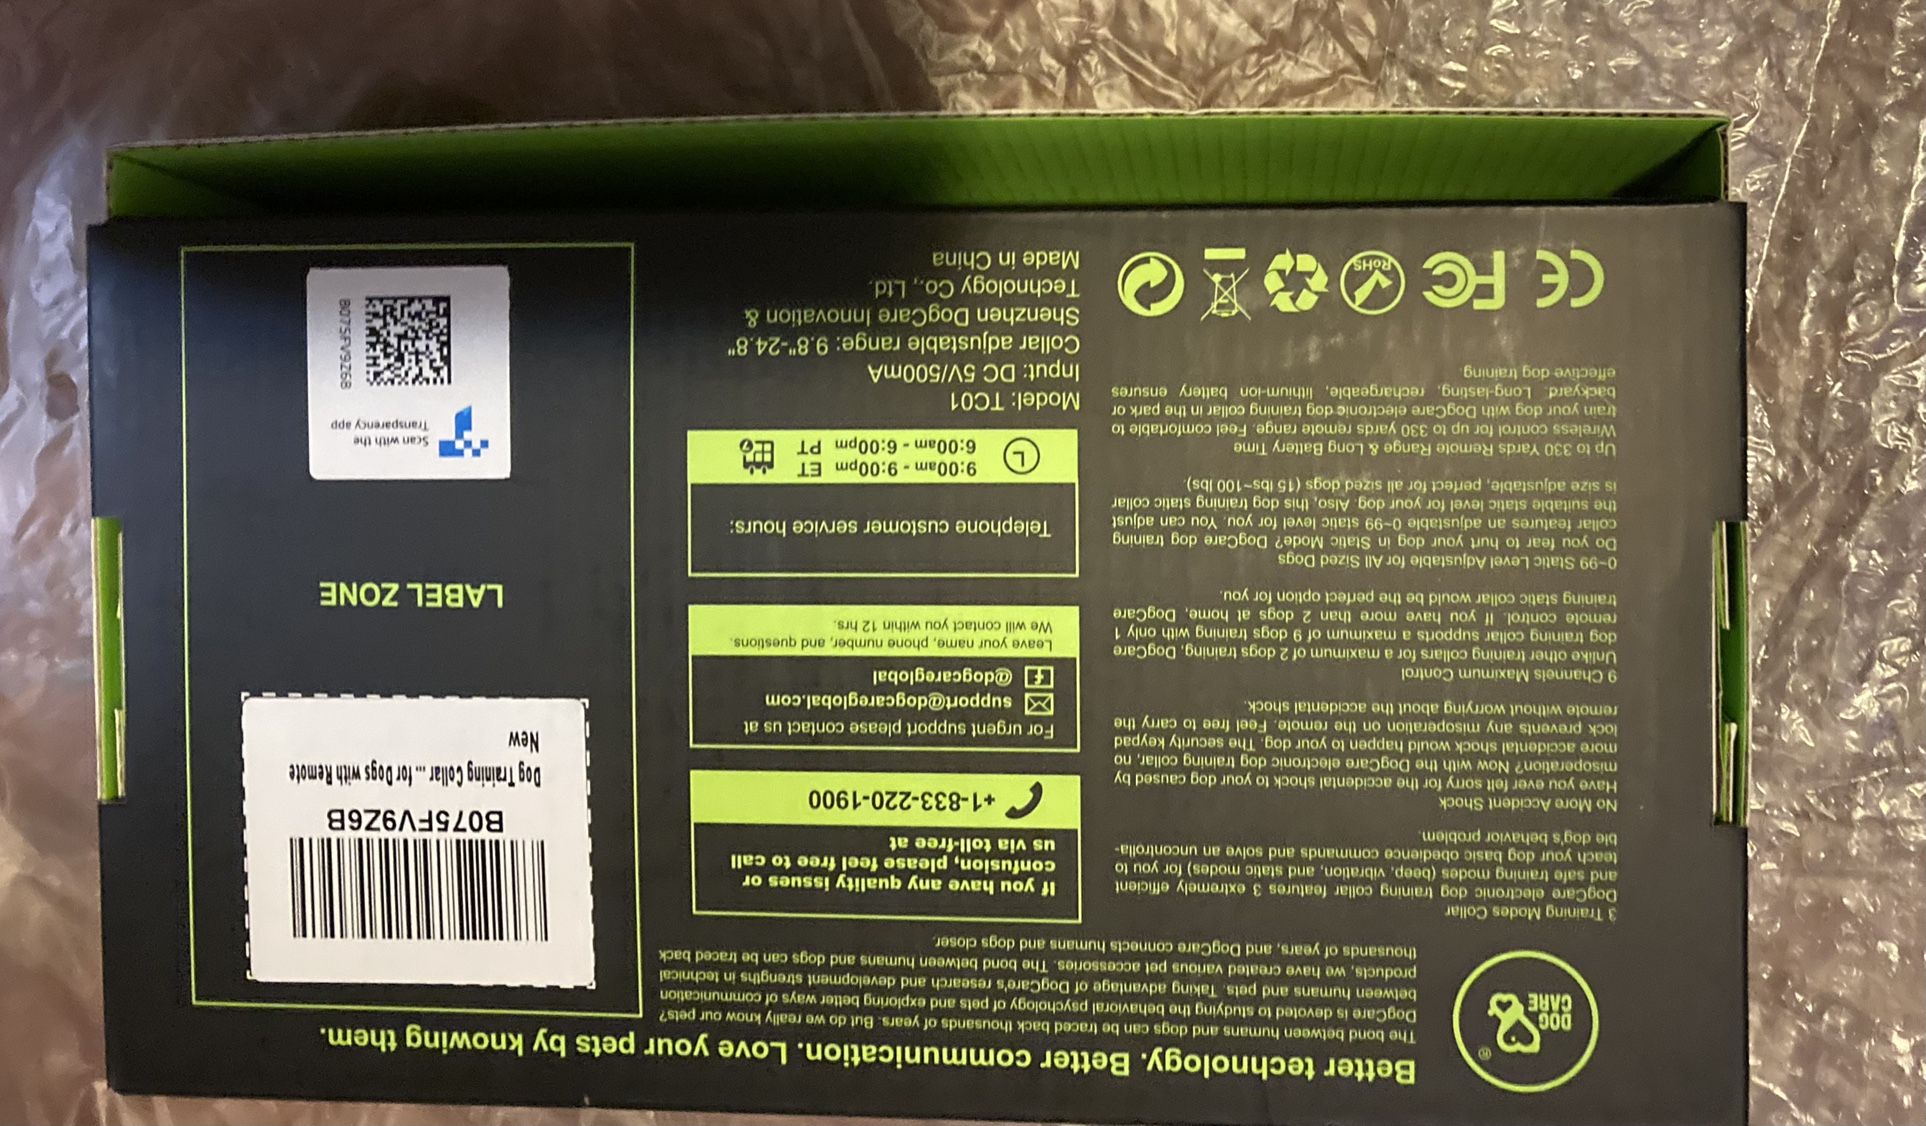 DOG
CARE
®
Better technology. Better communication. Love your pets by knowing them.
The bond between humans and dogs can be traced back thousands of years. But do we really know our pets?
DogCare is devoted to studying the behavioral psychology of pets and exploring better ways of communication
between humans and pets. Taking advantage of DogCare's research and development strengths in technical
products, we have created various pet accessories. The bond between humans and dogs can be traced back
thousands of years, and DogCare connects humans and dogs closer.
3 Training Modes Collar
DogCare electronic dog training collar features 3 extremely efficient
and safe training modes (beep, vibration, and static modes) for you to
teach your dog basic obedience commands and solve an uncontrolla-
ble dog's behavior problem.
No More Accident Shock
Have you ever felt sorry for the accidental shock to your dog caused by
misoperation? Now with the DogCare electronic dog training collar, no
more accidental shock would happen to your dog. The security keypad
lock prevents any misoperation on the remote. Feel free to carry the
remote without worrying about the accidental shock.
9 Channels Maximum Control
Unlike other training collars for a maximum of 2 dogs training, DogCare
dog training collar supports a maximum of 9 dogs training with only 1
remote control. If you have more than 2 dogs at home, DogCare
training static collar would be the perfect option for you.
0~99 Static Level Adjustable for All Sized Dogs
Do you fear to hurt your dog in Static Mode? DogCare dog training
collar features an adjustable 0~99 static level for you. You can adjust
the suitable static level for your dog. Also, this dog training static collar
is size adjustable, perfect for all sized dogs (15 lbs~100 lbs).
Up to 330 Yards Remote Range & Long Battery Time
Wireless control for up to 330 yards remote range. Feel comfortable to
train your dog with DogCare electronic dog training collar in the park or
backyard. Long-lasting, rechargeable, lithium-ion battery ensures
effective dog training.
CE FC RoHS
If you have any quality issues or
confusion, please feel free to call
us via toll-free at
+1-833-220-1900
For urgent support please contact us at
support@dogcareglobal.com
f @dogcareglobal
Leave your name, phone number, and questions.
We will contact you within 12 hrs.
Telephone customer service hours:
9:00am - 9:00pm ET
6:00am - 6:00pm PT
7
Model: TC01
Input: DC 5V/500mA
Collar adjustable range: 9.8"-24.8"
Shenzhen DogCare Innovation &
Technology Co., Ltd.
Made in China
B075FV9Z6B
Dog Training Collar ... for Dogs with Remote
New
LABEL ZONE
Scan with the
Transparency app
B075FV9Z6B